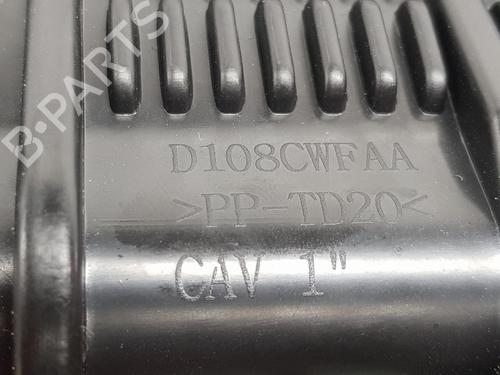 B-PARTS
D108CWFAA
>PP-TD20<
CAV 1"